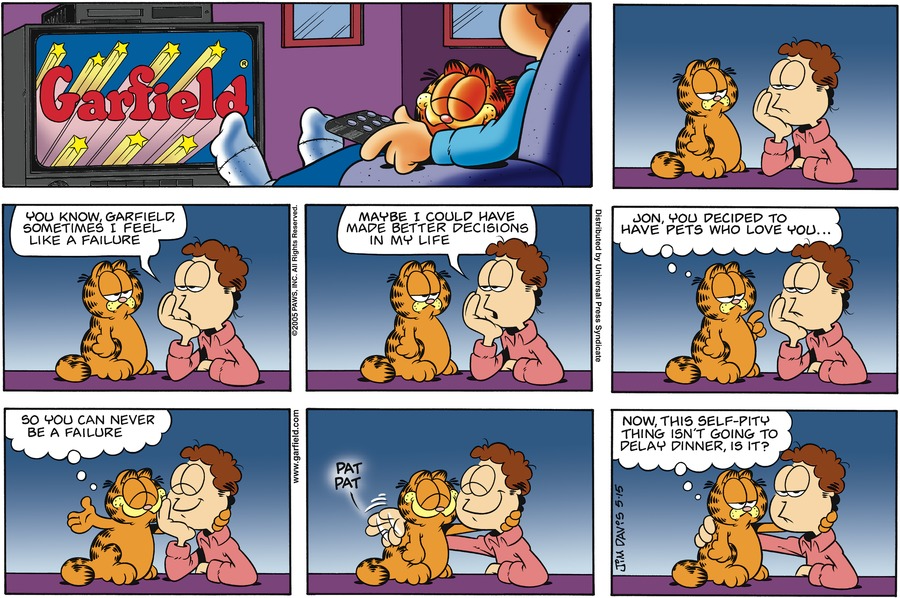 Garfield®
YOU KNOW, GARFIELD,
SOMETIMES I FEEL
LIKE A FAILURE
©2005 PAWS, INC. All Rights Reserved.
MAYBE I COULD HAVE
MADE BETTER DECISIONS
IN MY LIFE
Distributed by Universal Press Syndicate
JON, YOU DECIDED TO
HAVE PETS WHO LOVE YOU...
SO YOU CAN NEVER
BE A FAILURE
www.garfield.com
PAT
PAT
NOW, THIS SELF-PITY
THING ISN'T GOING TO
DELAY DINNER, IS IT?
JIM DAVIS 5-15